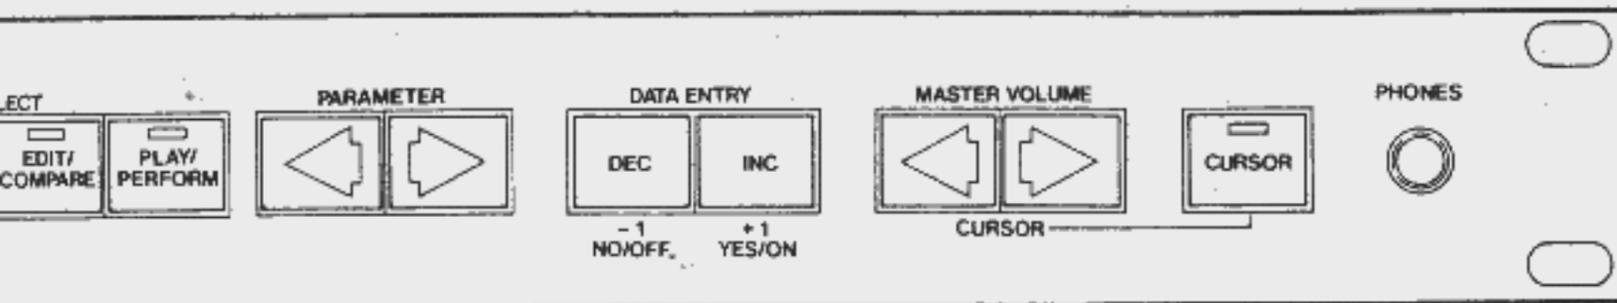 LECT
EDIT/
COMPARE
PLAY/
PERFORM
PARAMETER
DATA ENTRY
DEC
INC
-1
NO/OFF
+1
YES/ON
MASTER VOLUME
CURSOR
CURSOR
PHONES